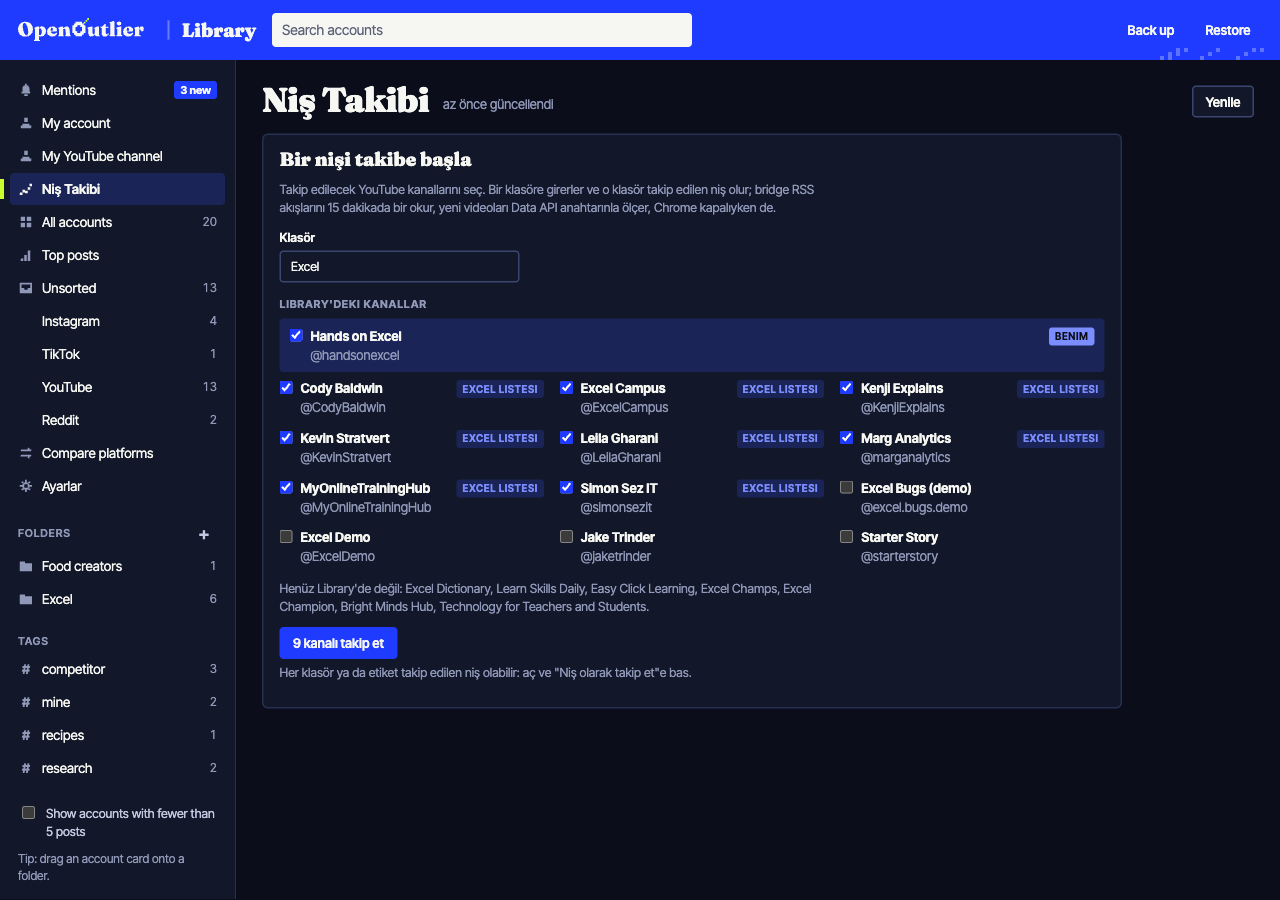 OpenOutlier
Library
Search accounts
Back up
Restore
Mentions
3 new
My account
My YouTube channel
Niş Takibi
All accounts
20
Top posts
Unsorted
13
Instagram
4
TikTok
1
YouTube
13
Reddit
2
Compare platforms
Ayarlar
FOLDERS
+
Food creators
1
Excel
6
TAGS
# competitor
3
# mine
2
# recipes
1
# research
2
Show accounts with fewer than
5 posts
Tip: drag an account card onto a
folder.
Niş Takibi
az önce güncellendi
Yenile
Bir nişi takibe başla
Takip edilecek YouTube kanallarını seç. Bir klasöre girerler ve o klasör takip edilen niş olur; bridge RSS
akışlarını 15 dakikada bir okur, yeni videoları Data API anahtarınla ölçer, Chrome kapalıyken de.
Klasör
Excel
LIBRARY'DEKI KANALLAR
Hands on Excel
BENIM
@handsonexcel
Cody Baldwin
EXCEL LISTESI
@CodyBaldwin
Excel Campus
EXCEL LISTESI
@ExcelCampus
Kenji Explains
EXCEL LISTESI
@KenjiExplains
Kevin Stratvert
EXCEL LISTESI
@KevinStratvert
Leila Gharani
EXCEL LISTESI
@LeilaGharani
Marg Analytics
EXCEL LISTESI
@marganalytics
MyOnlineTrainingHub
EXCEL LISTESI
@MyOnlineTrainingHub
Simon Sez IT
EXCEL LISTESI
@simonsezit
Excel Bugs (demo)
@excel.bugs.demo
Excel Demo
@ExcelDemo
Jake Trinder
@jaketrinder
Starter Story
@starterstory
Henüz Library'de değil: Excel Dictionary, Learn Skills Daily, Easy Click Learning, Excel Champs, Excel
Champion, Bright Minds Hub, Technology for Teachers and Students.
9 kanalı takip et
Her klasör ya da etiket takip edilen niş olabilir: aç ve "Niş olarak takip et"e bas.